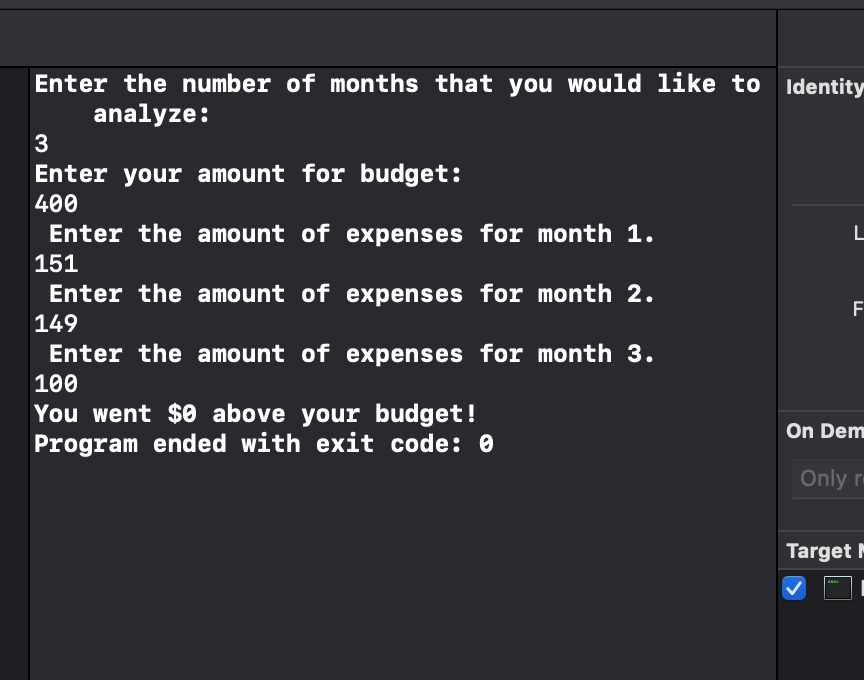 Enter the number of months that you would like to
analyze:
3
Enter your amount for budget:
400
Enter the amount of expenses for month 1.
151
Enter the amount of expenses for month 2.
149
Enter the amount of expenses for month 3.
100
You went $0 above your budget!
Program ended with exit code: 0
Identity
L
F
On Dem
Only r
Target M
exec